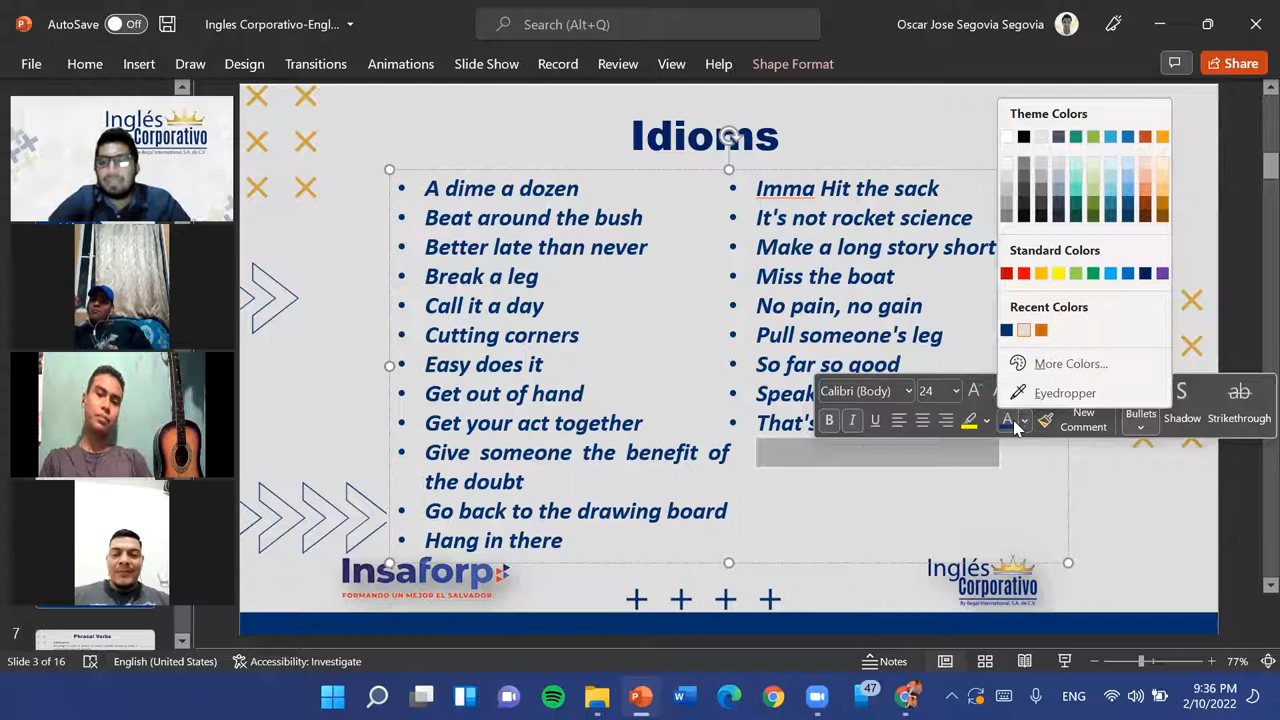 AutoSave Off Ingles Corporativo-Engl... Search (Alt+Q) Oscar Jose Segovia Segovia
File Home Insert Draw Design Transitions Animations Slide Show Record Review View Help Shape Format Share
Inglés
Corporativo
Idioms
A dime a dozen
Beat around the bush
Better late than never
Break a leg
Call it a day
Cutting corners
Easy does it
Get out of hand
Get your act together
Give someone the benefit of
the doubt
Go back to the drawing board
Hang in there
Imma Hit the sack
It's not rocket science
Make a long story short
Miss the boat
No pain, no gain
Pull someone's leg
So far so good
Speak
That's
Theme Colors
Standard Colors
Recent Colors
More Colors...
Eyedropper
Calibri (Body) 24
B I U A New Comment Bullets Shadow Strikethrough
Insaforp
FORMANDO UN MEJOR EL SALVADOR
Inglés
Corporativo
By Regal International, S.A. de C.V.
7
Phrasal Verbs
Slide 3 of 16 English (United States) Accessibility: Investigate Notes 77%
47 ENG 9:36 PM
2/10/2022